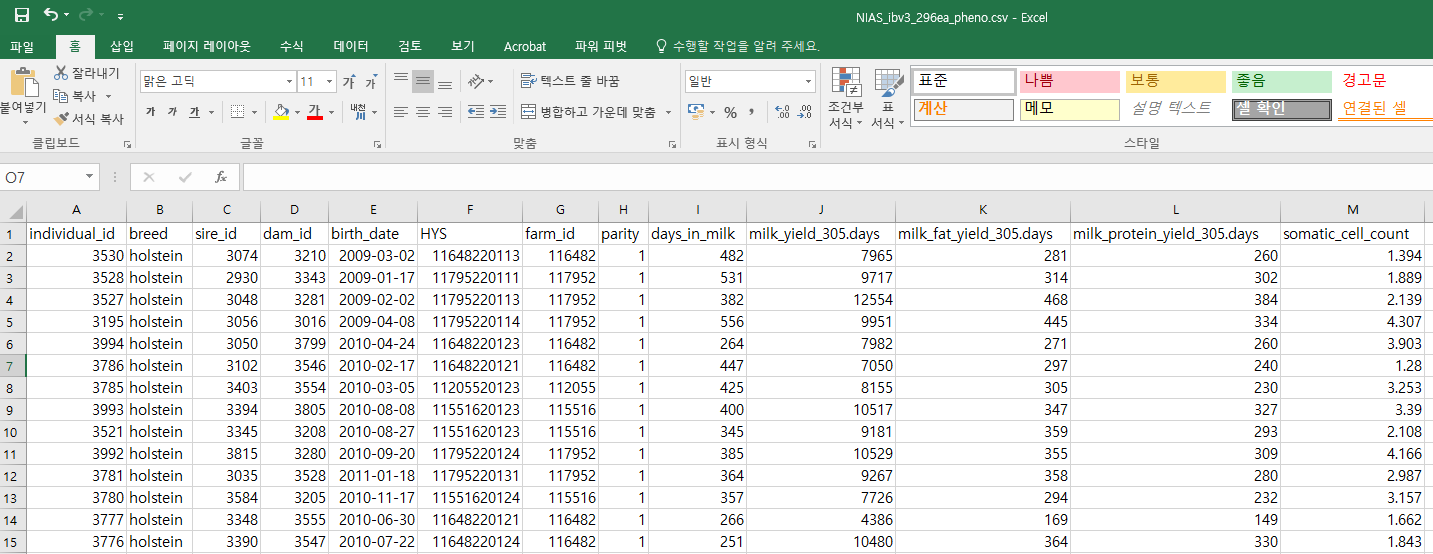 NIAS_ibv3_296ea_pheno.csv - Excel
파일 홈 삽입 페이지 레이아웃 수식 데이터 검토 보기 Acrobat 파워 피벗 수행할 작업을 알려 주세요.
붙여넣기 잘라내기 복사 서식 복사 클립보드
맑은 고딕 11 가 가 가 가 가 가 내천 글꼴
텍스트 줄 바꿈 병합하고 가운데 맞춤 맞춤
일반 % , .0 .00 .00 .0 표시 형식
조건부 서식 표 서식
표준 나쁨 보통 좋음 경고문
계산 메모 설명 텍스트 셀 확인 연결된 셀
스타일
O7 fx
A B C D E F G H I J K L M
1 individual_id breed sire_id dam_id birth_date HYS farm_id parity days_in_milk milk_yield_305.days milk_fat_yield_305.days milk_protein_yield_305.days somatic_cell_count
2 3530 holstein 3074 3210 2009-03-02 11648220113 116482 1 482 7965 281 260 1.394
3 3528 holstein 2930 3343 2009-01-17 11795220111 117952 1 531 9717 314 302 1.889
4 3527 holstein 3048 3281 2009-02-02 11795220113 117952 1 382 12554 468 384 2.139
5 3195 holstein 3056 3016 2009-04-08 11795220114 117952 1 556 9951 445 334 4.307
6 3994 holstein 3050 3799 2010-04-24 11648220123 116482 1 264 7982 271 260 3.903
7 3786 holstein 3102 3546 2010-02-17 11648220121 116482 1 447 7050 297 240 1.28
8 3785 holstein 3403 3554 2010-03-05 11205520123 112055 1 425 8155 305 230 3.253
9 3993 holstein 3394 3805 2010-08-08 11551620123 115516 1 400 10517 347 327 3.39
10 3521 holstein 3345 3208 2010-08-27 11551620123 115516 1 345 9181 359 293 2.108
11 3992 holstein 3815 3280 2010-09-20 11795220124 117952 1 385 10529 355 309 4.166
12 3781 holstein 3035 3528 2011-01-18 11795220131 117952 1 364 9267 358 280 2.987
13 3780 holstein 3584 3205 2010-11-17 11551620124 115516 1 357 7726 294 232 3.157
14 3777 holstein 3348 3555 2010-06-30 11648220121 116482 1 266 4386 169 149 1.662
15 3776 holstein 3390 3547 2010-07-22 11648220124 116482 1 251 10480 364 330 1.843